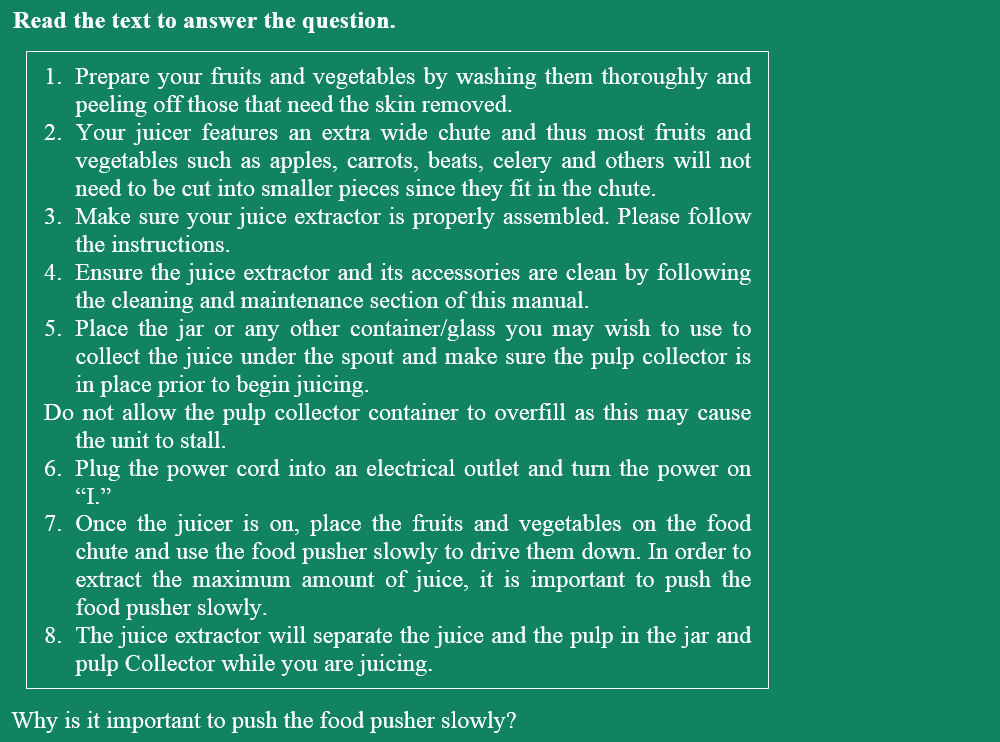 Read the text to answer the question.
1. Prepare your fruits and vegetables by washing them thoroughly and
peeling off those that need the skin removed.
2. Your juicer features an extra wide chute and thus most fruits and
vegetables such as apples, carrots, beats, celery and others will not
need to be cut into smaller pieces since they fit in the chute.
3. Make sure your juice extractor is properly assembled. Please follow
the instructions.
4. Ensure the juice extractor and its accessories are clean by following
the cleaning and maintenance section of this manual.
5. Place the jar or any other container/glass you may wish to use to
collect the juice under the spout and make sure the pulp collector is
in place prior to begin juicing.
Do not allow the pulp collector container to overfill as this may cause
the unit to stall.
6. Plug the power cord into an electrical outlet and turn the power on
“I.”
7. Once the juicer is on, place the fruits and vegetables on the food
chute and use the food pusher slowly to drive them down. In order to
extract the maximum amount of juice, it is important to push the
food pusher slowly.
8. The juice extractor will separate the juice and the pulp in the jar and
pulp Collector while you are juicing.
Why is it important to push the food pusher slowly?